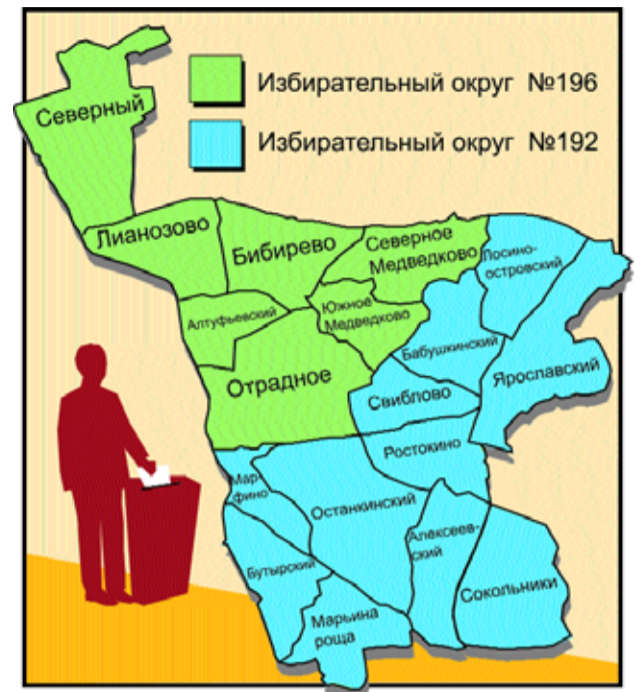 Избирательный округ №196
Избирательный округ №192
Северный
Лианозово
Бибирево
Северное
Медведково
Лосино-
островский
Алтуфьевский
Южное
Медведково
Бабушкинский
Ярославский
Отрадное
Свиблово
Ростокино
Мар-
фино
Останкинский
Алексеев-
ский
Бутырский
Сокольники
Марьина
роща